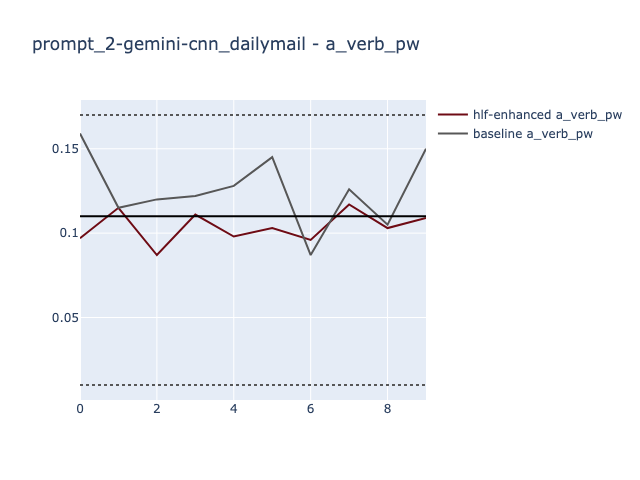 prompt_2-gemini-cnn_dailymail - a_verb_pw
hlf-enhanced a_verb_pw
baseline a_verb_pw
0.15
0.1
0.05
0 2 4 6 8